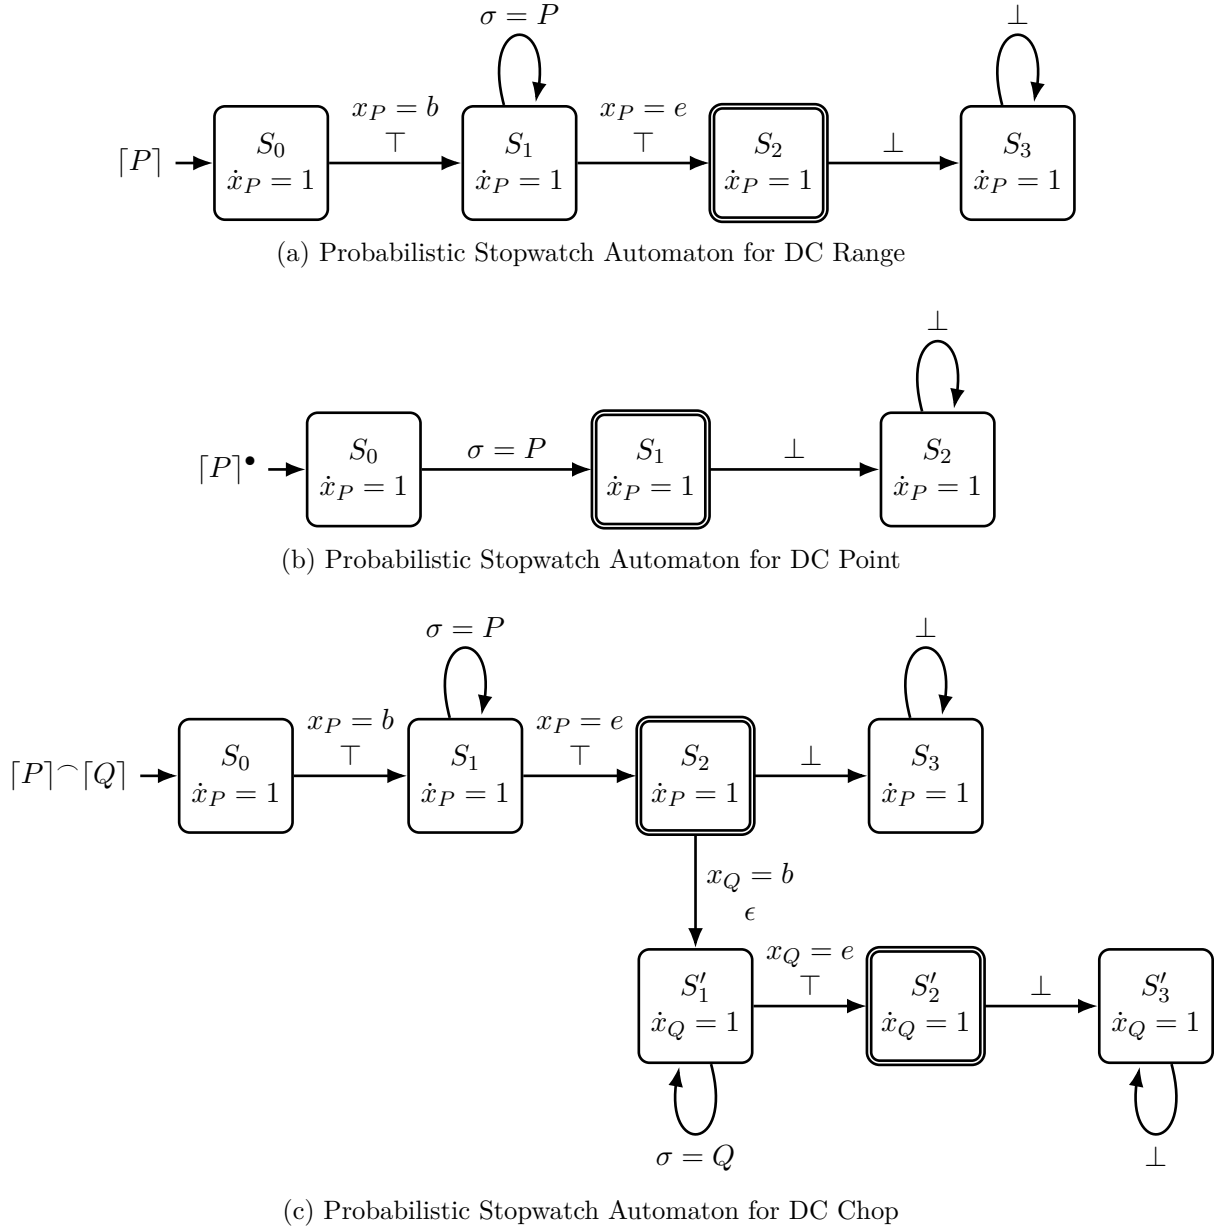 σ = P
⊥
x_P = b
x_P = e
⌈P⌉
S_0
ẋ_P = 1
⊤
S_1
ẋ_P = 1
⊤
S_2
ẋ_P = 1
⊥
S_3
ẋ_P = 1
(a) Probabilistic Stopwatch Automaton for DC Range
⊥
⌈P⌉•
S_0
ẋ_P = 1
σ = P
S_1
ẋ_P = 1
⊥
S_2
ẋ_P = 1
(b) Probabilistic Stopwatch Automaton for DC Point
σ = P
⊥
x_P = b
x_P = e
⌈P⌉⌢⌈Q⌉
S_0
ẋ_P = 1
⊤
S_1
ẋ_P = 1
⊤
S_2
ẋ_P = 1
⊥
S_3
ẋ_P = 1
x_Q = b
ϵ
x_Q = e
S′_1
ẋ_Q = 1
⊤
S′_2
ẋ_Q = 1
⊥
S′_3
ẋ_Q = 1
σ = Q
⊥
(c) Probabilistic Stopwatch Automaton for DC Chop